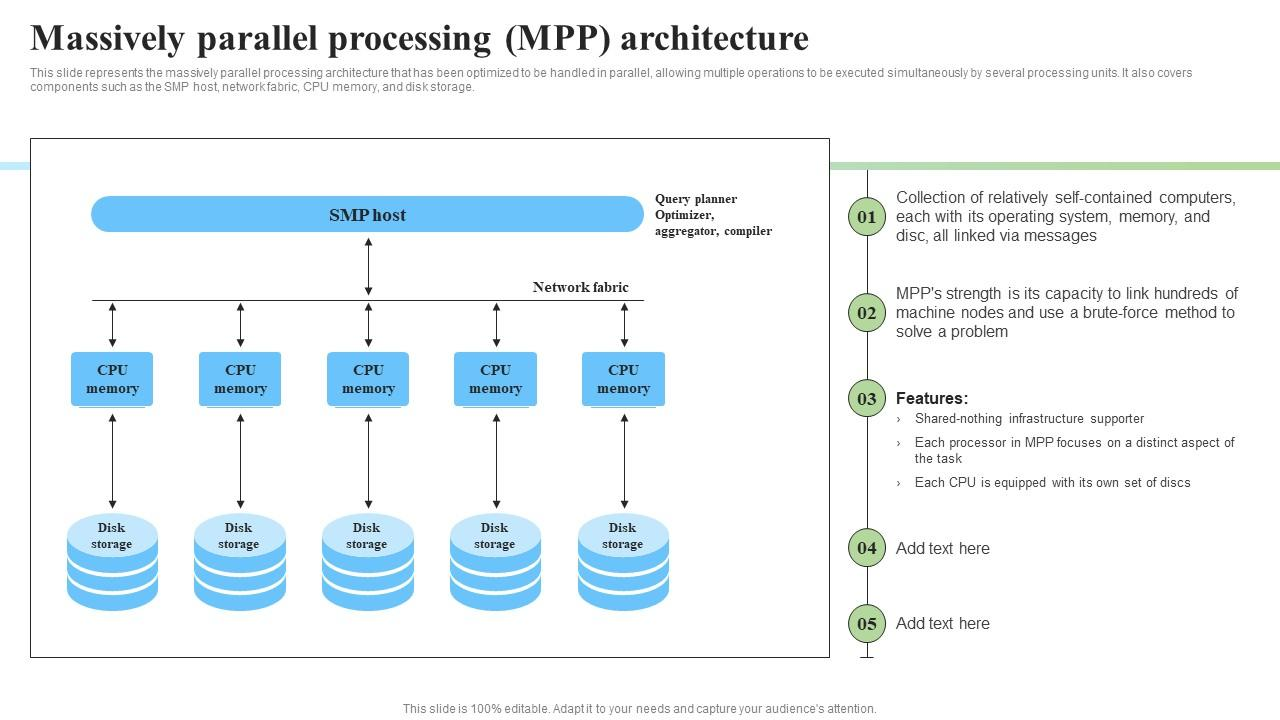 Massively parallel processing (MPP) architecture
This slide represents the massively parallel processing architecture that has been optimized to be handled in parallel, allowing multiple operations to be executed simultaneously by several processing units. It also covers
components such as the SMP host, network fabric, CPU memory, and disk storage.
SMP host
Query planner
Optimizer,
aggregator, compiler
Network fabric
CPU
memory
CPU
memory
CPU
memory
CPU
memory
CPU
memory
Disk
storage
Disk
storage
Disk
storage
Disk
storage
Disk
storage
01
Collection of relatively self-contained computers,
each with its operating system, memory, and
disc, all linked via messages
02
MPP's strength is its capacity to link hundreds of
machine nodes and use a brute-force method to
solve a problem
03
Features:
› Shared-nothing infrastructure supporter
› Each processor in MPP focuses on a distinct aspect of
the task
› Each CPU is equipped with its own set of discs
04
Add text here
05
Add text here
This slide is 100% editable. Adapt it to your needs and capture your audience's attention.